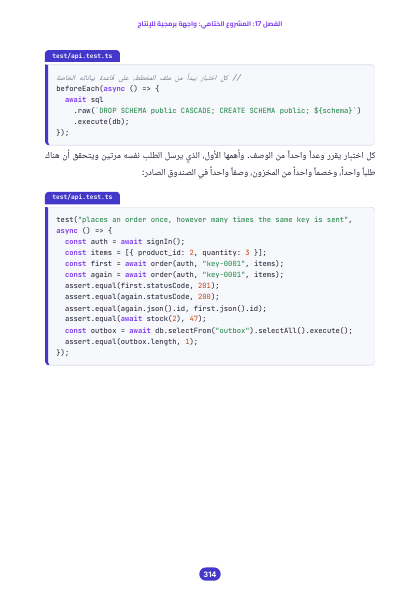 الفصل 17: المشروع الختامي: واجهة برمجية للإنتاج
test/api.test.ts
// كل اختبار يبدأ من ملف المخطط، على قاعدة بياناته الخاصة
beforeEach(async () => {
  await sql
    .raw(`DROP SCHEMA public CASCADE; CREATE SCHEMA public; ${schema}`)
    .execute(db);
});
كل اختبار يقرر وعداً واحداً من الوصف. وأهمها الأول، الذي يرسل الطلب نفسه مرتين ويتحقق أن هناك
طلباً واحداً، وخصماً واحداً من المخزون، وصفاً واحداً في الصندوق الصادر:
test/api.test.ts
test("places an order once, however many times the same key is sent",
async () => {
  const auth = await signIn();
  const items = [{ product_id: 2, quantity: 3 }];
  const first = await order(auth, "key-0001", items);
  const again = await order(auth, "key-0001", items);
  assert.equal(first.statusCode, 201);
  assert.equal(again.statusCode, 200);
  assert.equal(again.json().id, first.json().id);
  assert.equal(await stock(2), 47);
  const outbox = await db.selectFrom("outbox").selectAll().execute();
  assert.equal(outbox.length, 1);
});
314